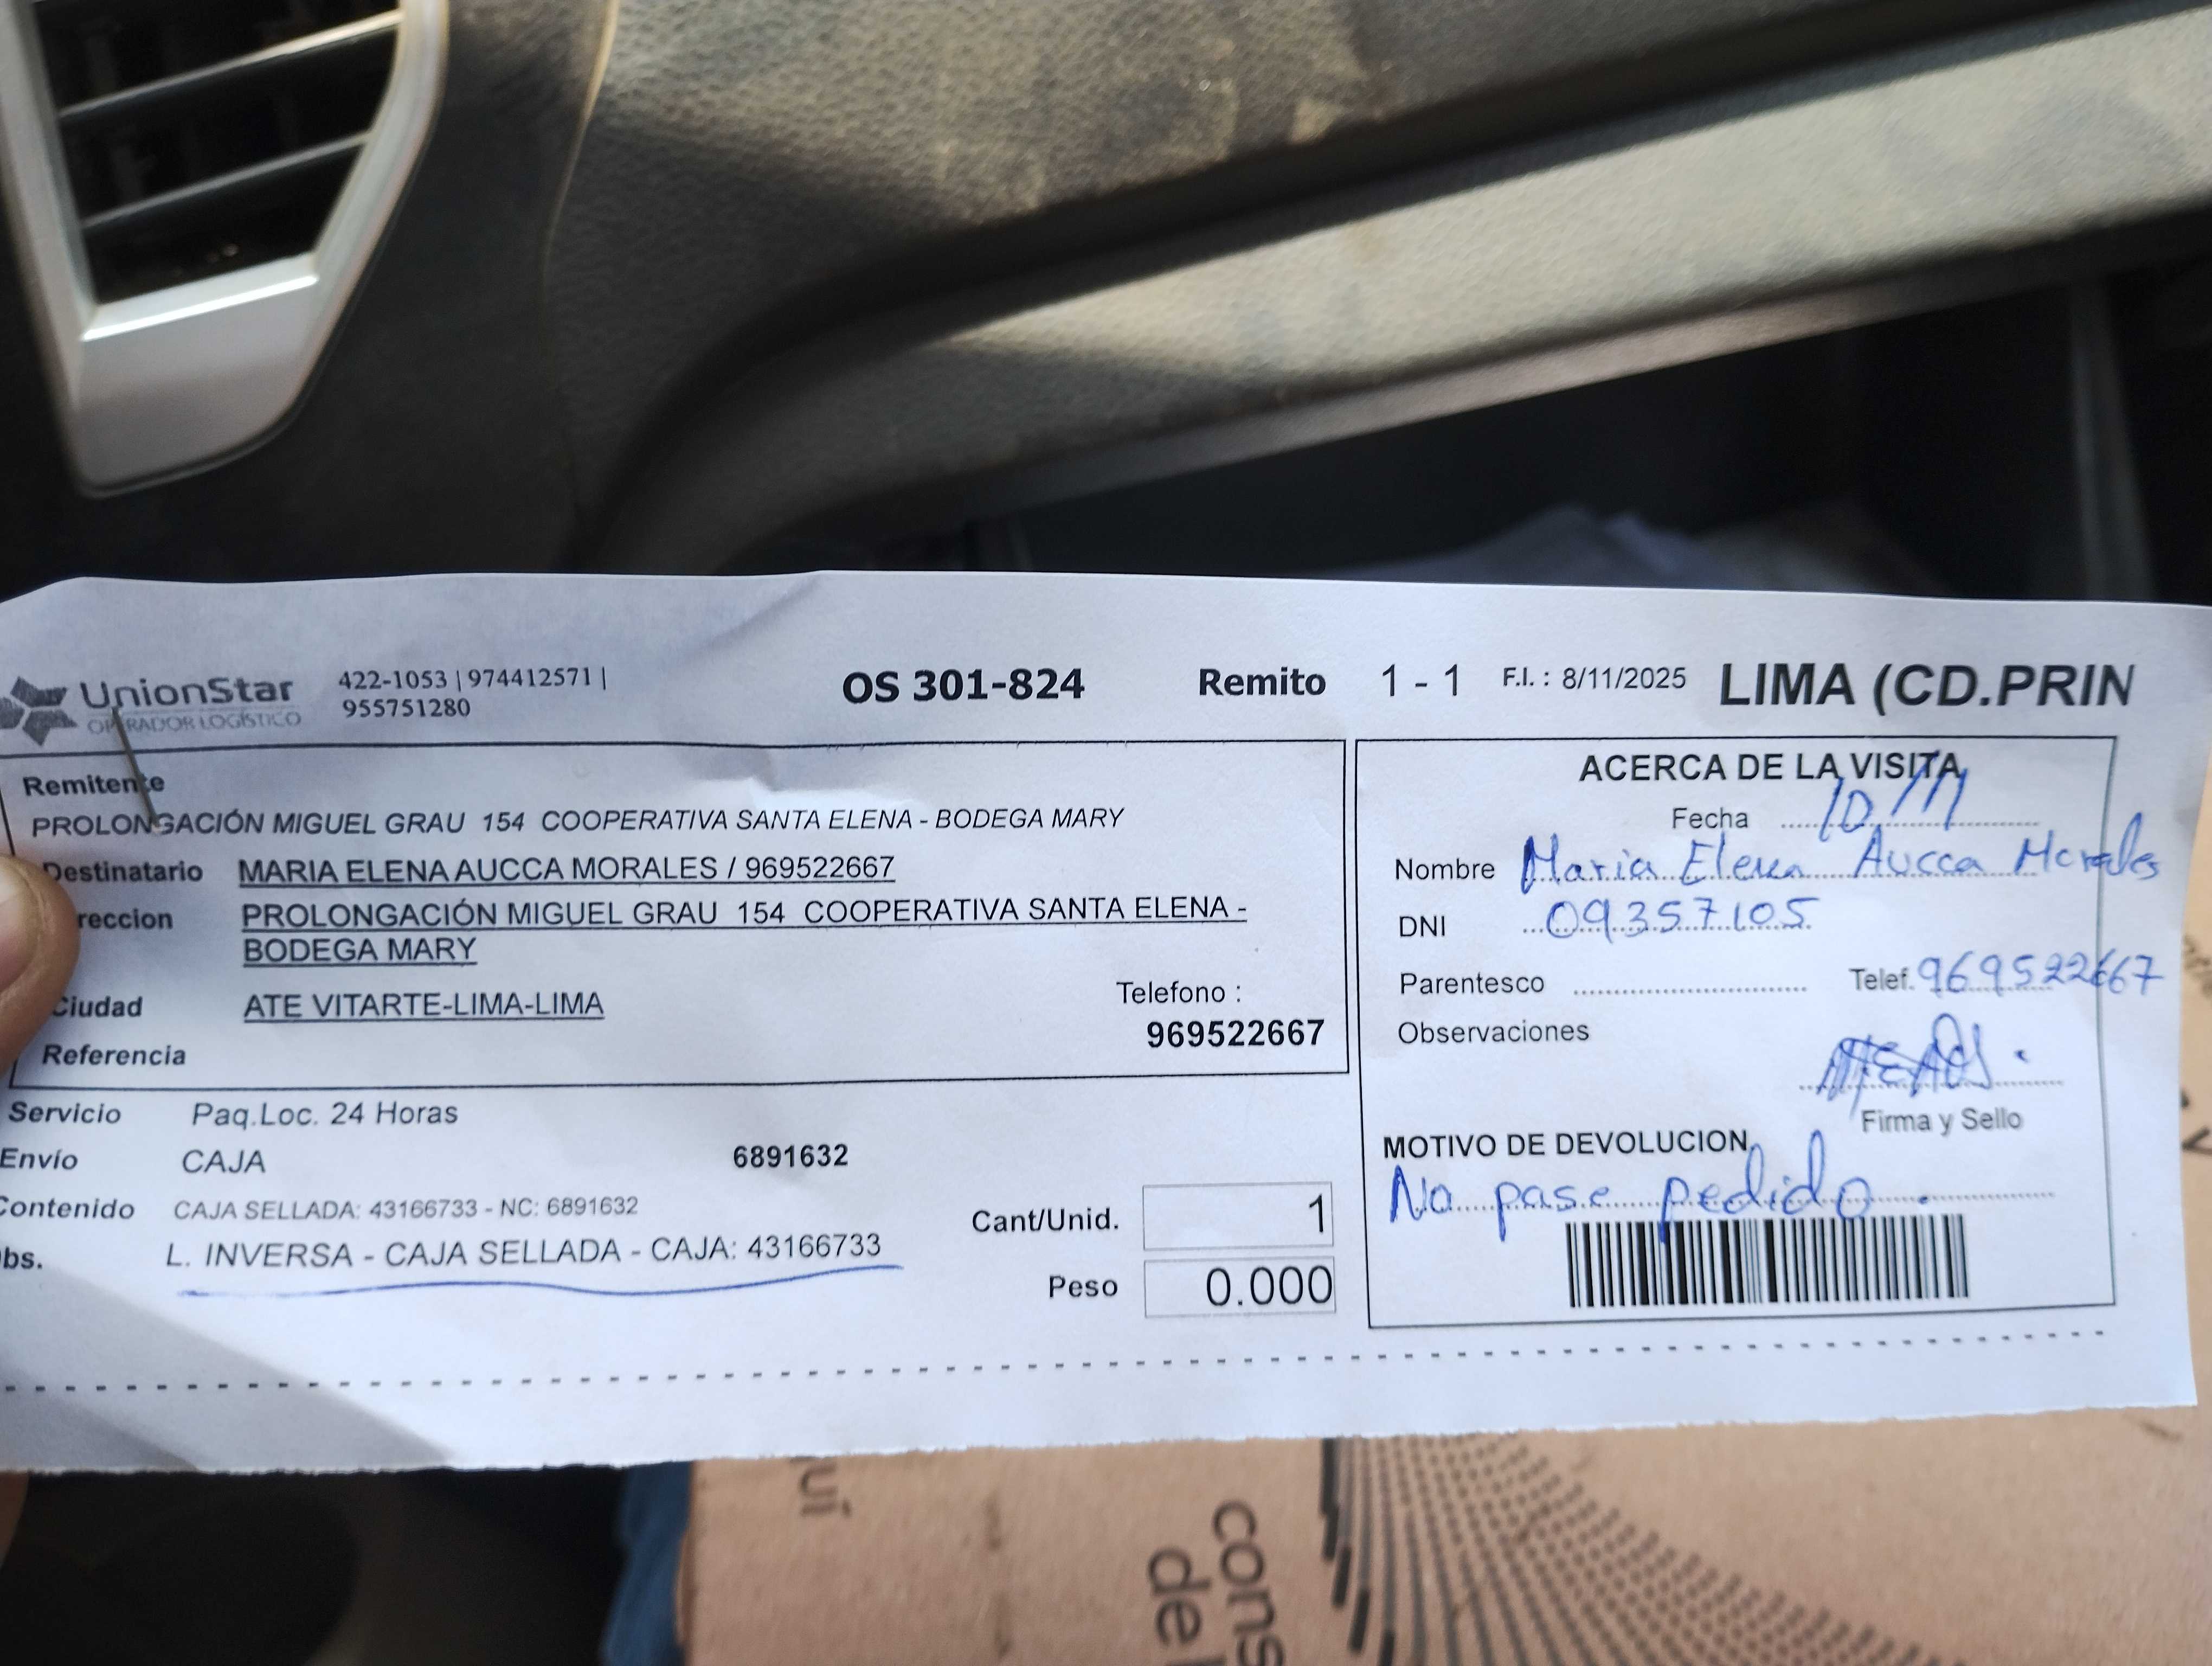 UnionStar
OPERADOR LOGÍSTICO
422-1053 | 974412571 |
955751280
OS 301-824
Remito 1 - 1
F.I. : 8/11/2025
LIMA (CD.PRIN
Remitente
PROLONGACIÓN MIGUEL GRAU 154 COOPERATIVA SANTA ELENA - BODEGA MARY
Destinatario MARIA ELENA AUCCA MORALES / 969522667
reccion PROLONGACIÓN MIGUEL GRAU 154 COOPERATIVA SANTA ELENA -
BODEGA MARY
Ciudad ATE VITARTE-LIMA-LIMA
Telefono :
969522667
Referencia
Servicio Paq.Loc. 24 Horas
Envío CAJA 6891632
Contenido CAJA SELLADA: 43166733 - NC: 6891632
bs. L. INVERSA - CAJA SELLADA - CAJA: 43166733
Cant/Unid. 1
Peso 0.000
ACERCA DE LA VISITA
Fecha 10/11
Nombre Maria Elena Aucca Morales
DNI 09357105
Parentesco Telef. 969522667
Observaciones
Firma y Sello
MOTIVO DE DEVOLUCION
No pase pedido.
uí
cons
de l